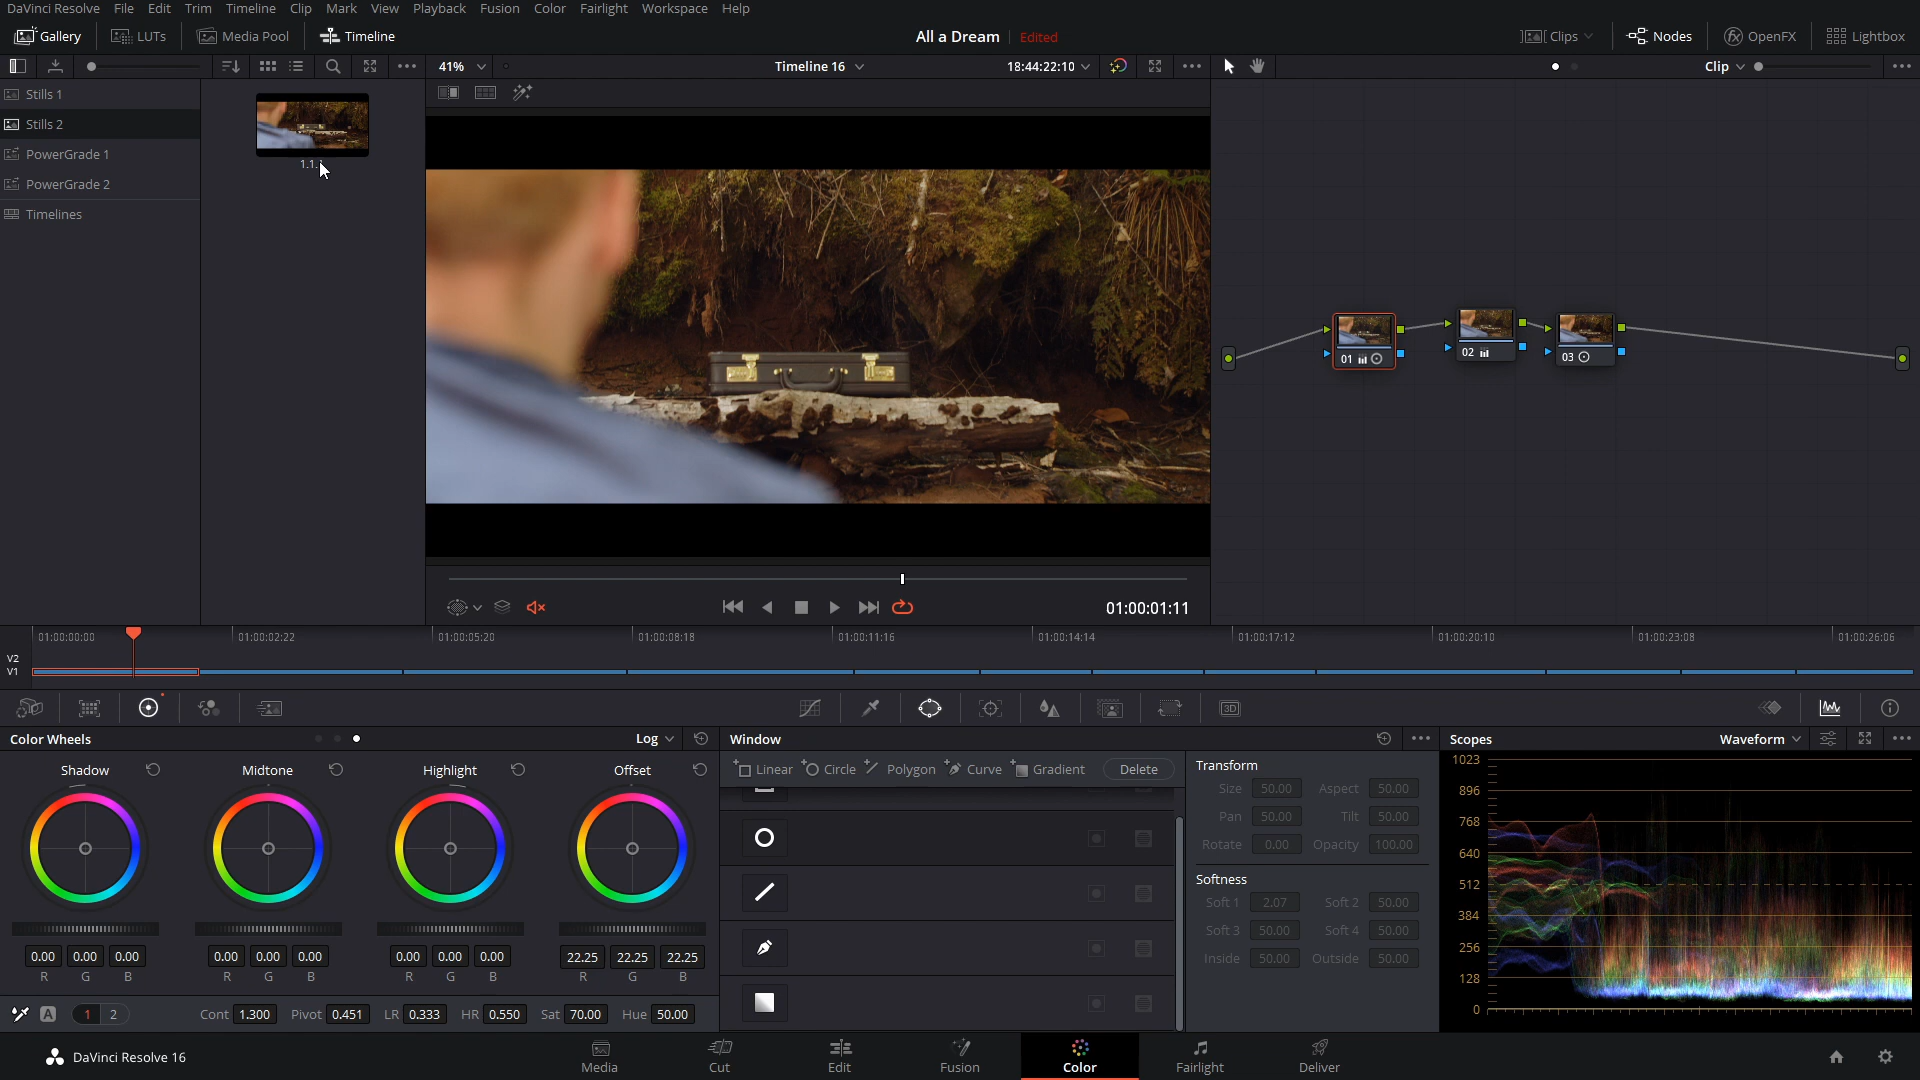 DaVinci Resolve File Edit Trim Timeline Clip Mark View Playback Fusion Color Fairlight Workspace Help
Gallery LUTs Media Pool Timeline All a Dream Edited Clips Nodes OpenFX Lightbox
41% Timeline 16 18:44:22:10 Clip
Stills 1
Stills 2
PowerGrade 1
PowerGrade 2
Timelines
1.1.
01 02 03
01:00:01:11
01:00:00:00 01:00:02:22 01:00:05:20 01:00:08:18 01:00:11:16 01:00:14:14 01:00:17:12 01:00:20:10 01:00:23:08 01:00:26:06
V2
V1
3D
Color Wheels Log Window Scopes Waveform
Shadow Midtone Highlight Offset
Linear Circle Polygon Curve Gradient Delete
Transform
Size 50.00 Aspect 50.00
Pan 50.00 Tilt 50.00
Rotate 0.00 Opacity 100.00
Softness
Soft 1 2.07 Soft 2 50.00
Soft 3 50.00 Soft 4 50.00
Inside 50.00 Outside 50.00
1023
896
768
640
512
384
256
128
0
0.00 0.00 0.00 0.00 0.00 0.00 0.00 0.00 0.00 22.25 22.25 22.25
R G B R G B R G B R G B
A 1 2 Cont 1.300 Pivot 0.451 LR 0.333 HR 0.550 Sat 70.00 Hue 50.00
DaVinci Resolve 16 Media Cut Edit Fusion Color Fairlight Deliver